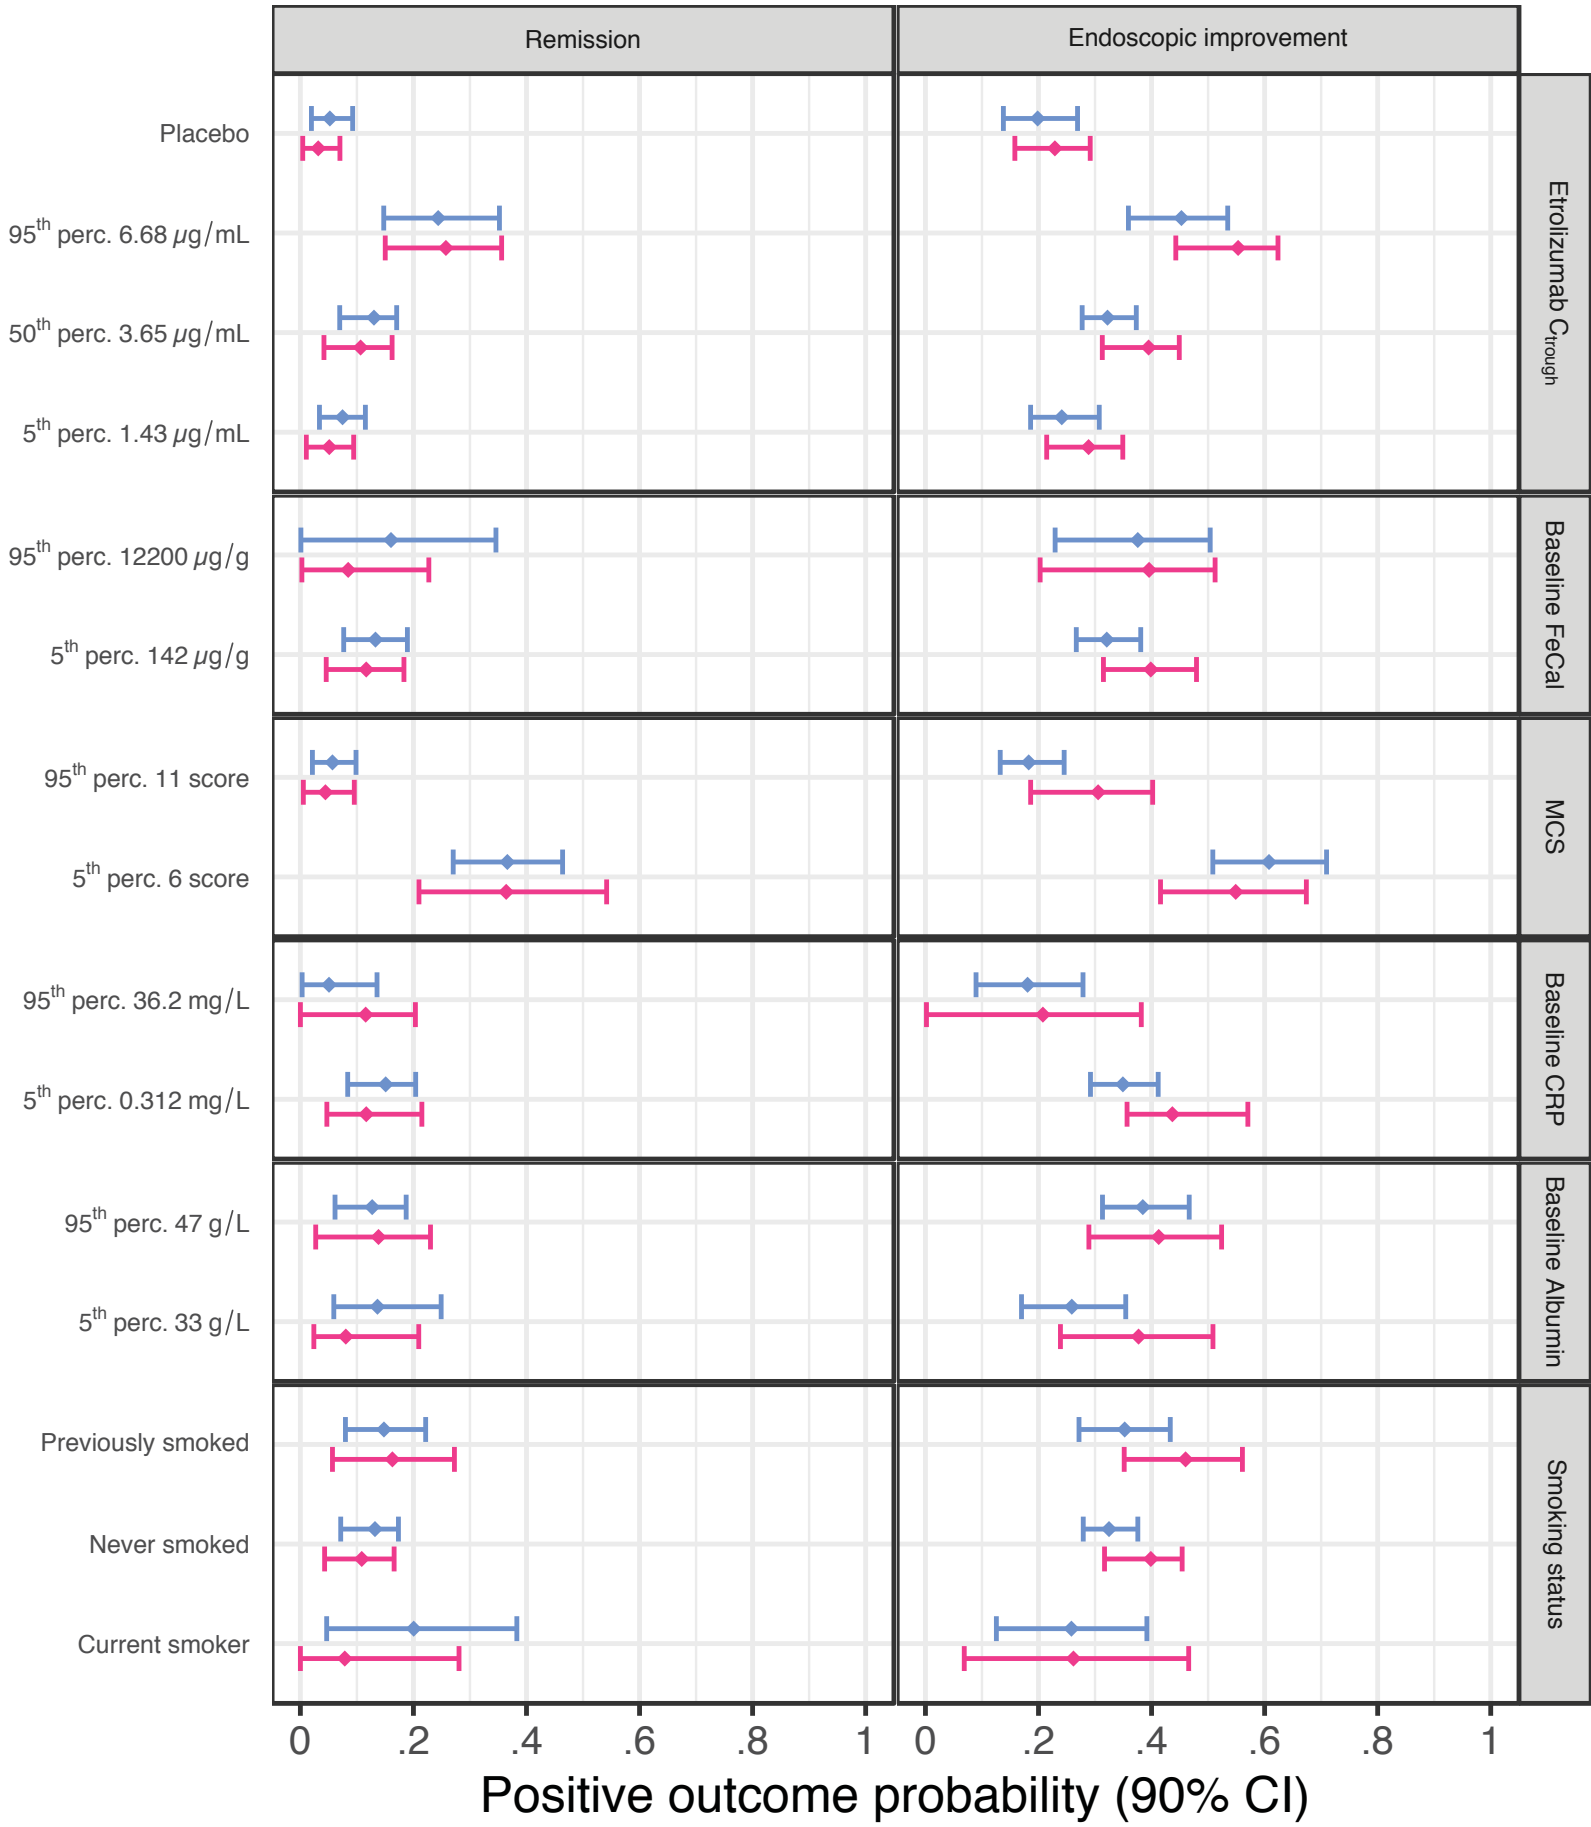 Remission
Endoscopic improvement
Placebo
95th perc. 6.68 µg/mL
50th perc. 3.65 µg/mL
5th perc. 1.43 µg/mL
Etrolizumab Ctrough
95th perc. 12200 µg/g
5th perc. 142 µg/g
Baseline FeCal
95th perc. 11 score
5th perc. 6 score
MCS
95th perc. 36.2 mg/L
5th perc. 0.312 mg/L
Baseline CRP
95th perc. 47 g/L
5th perc. 33 g/L
Baseline Albumin
Previously smoked
Never smoked
Current smoker
Smoking status
0 .2 .4 .6 .8 1 0 .2 .4 .6 .8 1
Positive outcome probability (90% CI)